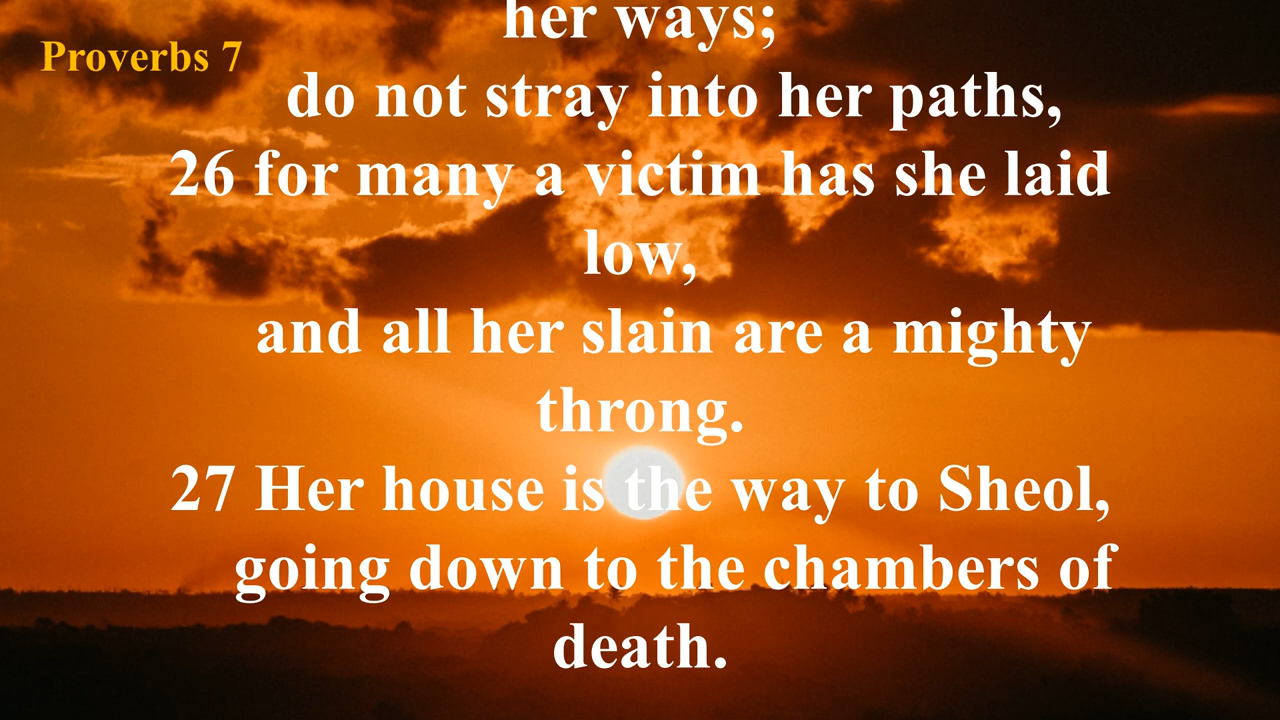 her ways;
Proverbs 7
do not stray into her paths,
26 for many a victim has she laid
low,
and all her slain are a mighty
throng.
27 Her house is the way to Sheol,
going down to the chambers of
death.